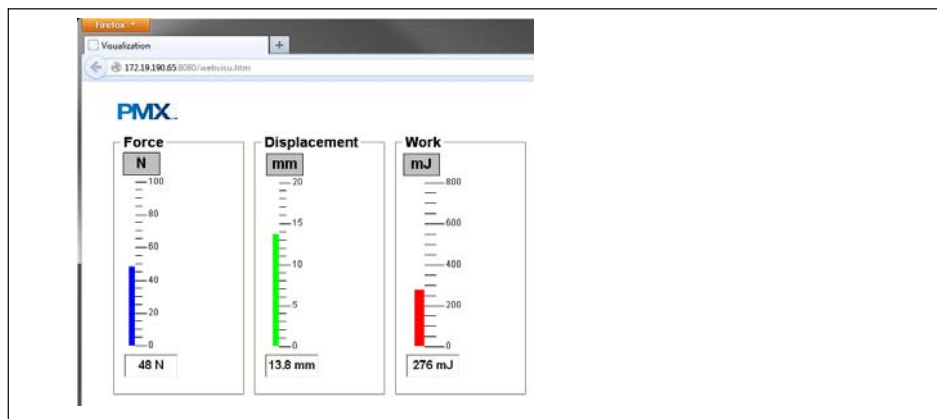 Firefox
Visualization
+
172.19.190.65:8080/webvisu.htm
PMX
Force
N
100
80
60
40
20
0
48 N
Displacement
mm
20
15
10
5
0
13.8 mm
Work
mJ
800
600
400
200
0
276 mJ